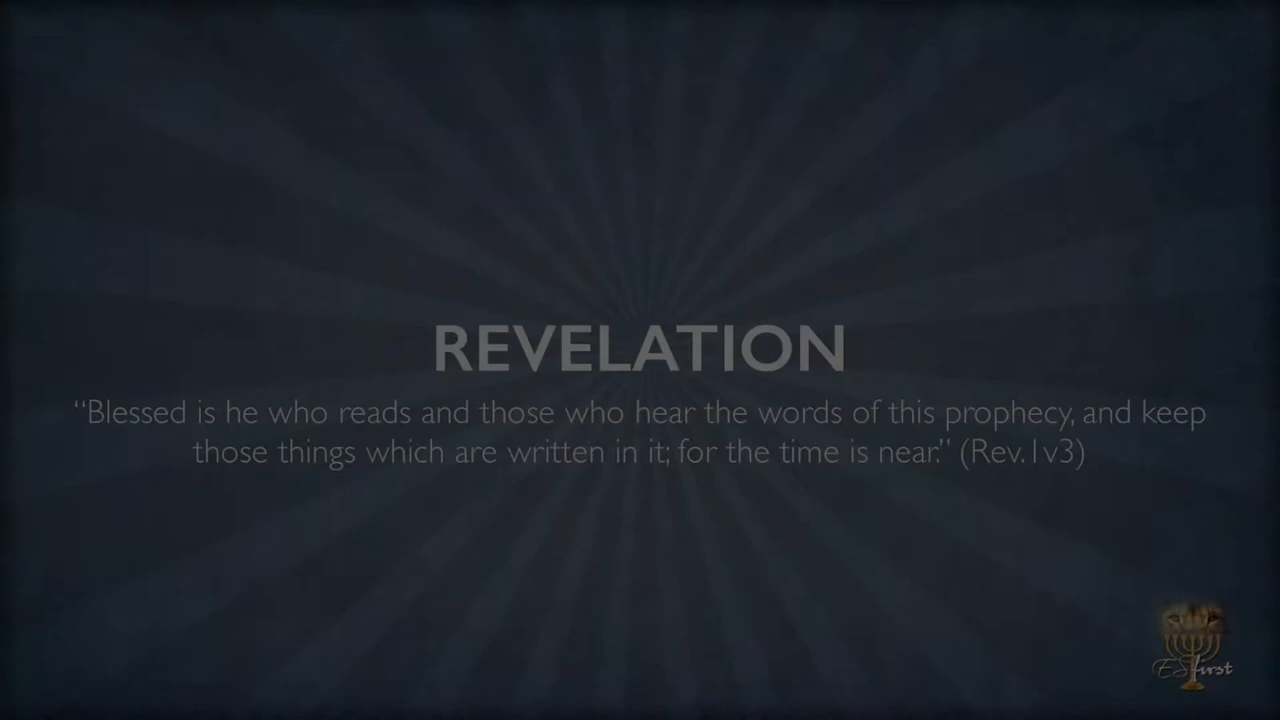 REVELATION
“Blessed is he who reads and those who hear the words of this prophecy, and keep
those things which are written in it; for the time is near.” (Rev.1v3)
ESfirst